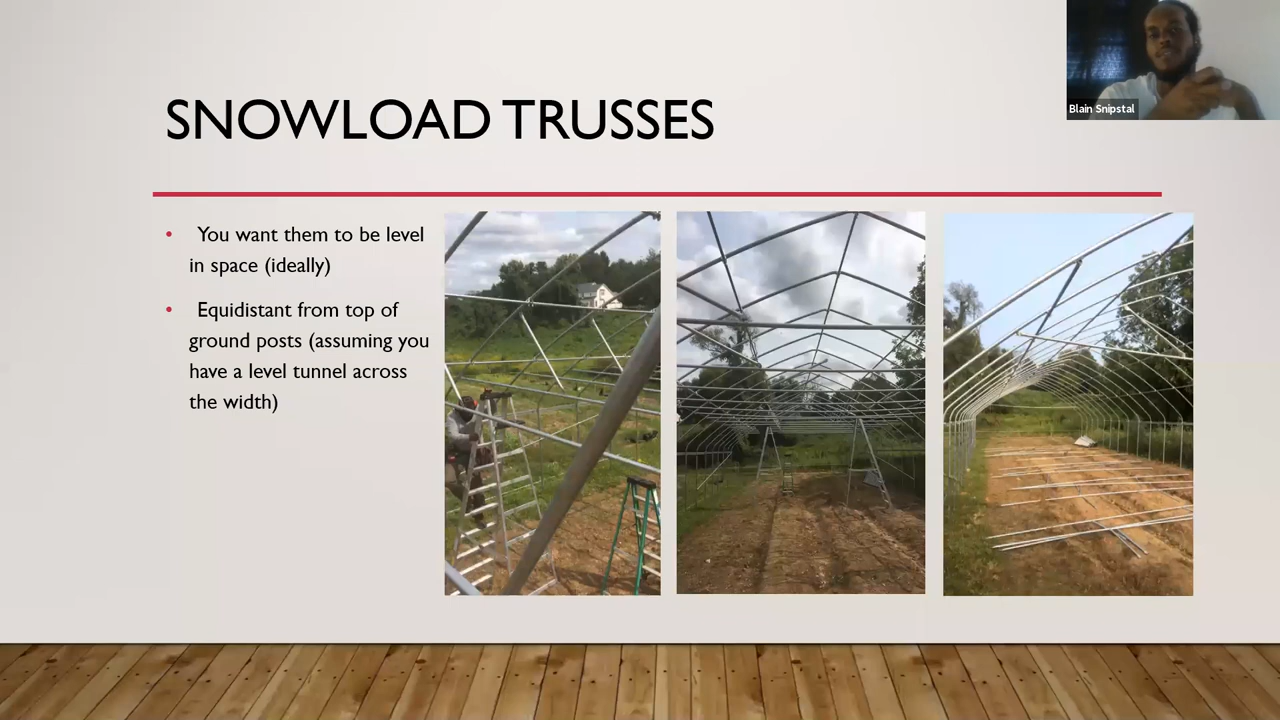 Blain Snipstal
SNOWLOAD TRUSSES
• You want them to be level
in space (ideally)
• Equidistant from top of
ground posts (assuming you
have a level tunnel across
the width)